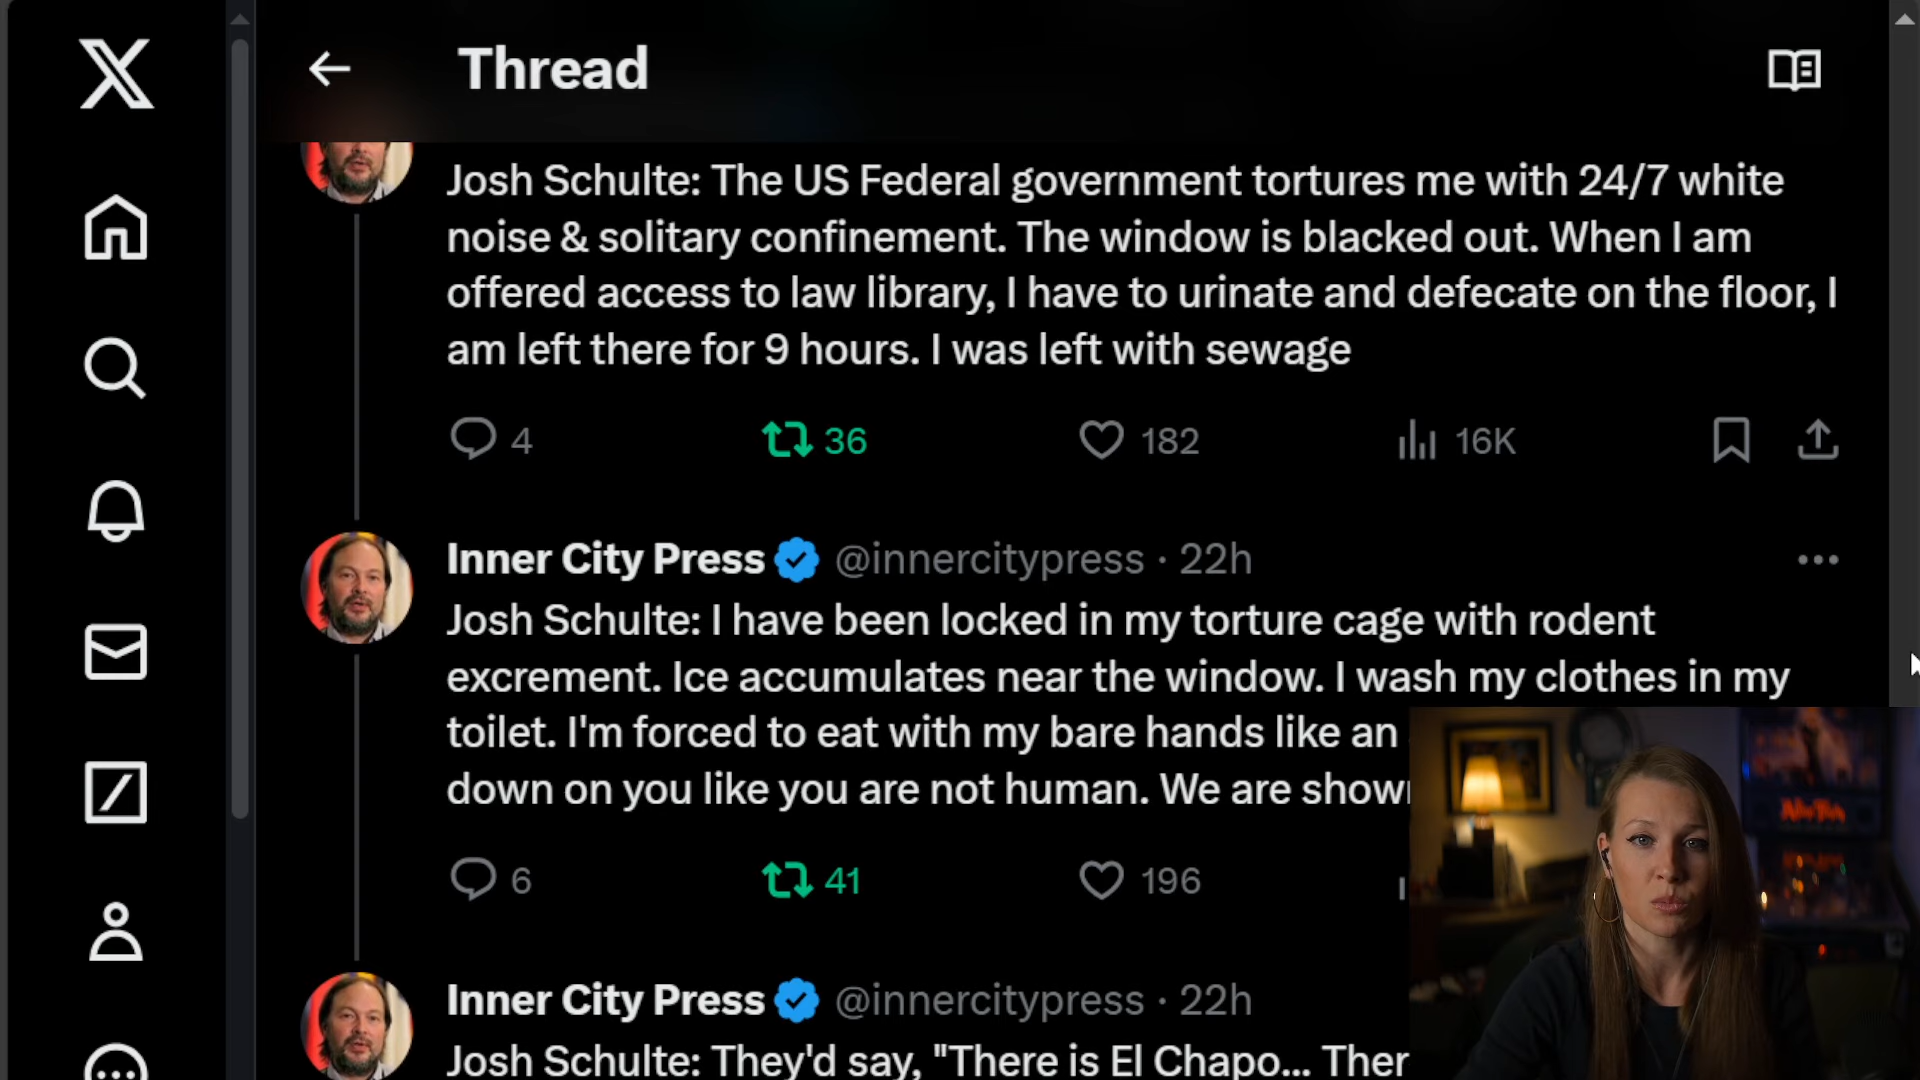 Thread
Josh Schulte: The US Federal government tortures me with 24/7 white
noise & solitary confinement. The window is blacked out. When I am
offered access to law library, I have to urinate and defecate on the floor, I
am left there for 9 hours. I was left with sewage
4 36 182 16K
Inner City Press @innercitypress · 22h
Josh Schulte: I have been locked in my torture cage with rodent
excrement. Ice accumulates near the window. I wash my clothes in my
toilet. I'm forced to eat with my bare hands like an
down on you like you are not human. We are shown
6 41 196
Inner City Press @innercitypress · 22h
Josh Schulte: They'd say, "There is El Chapo... Ther